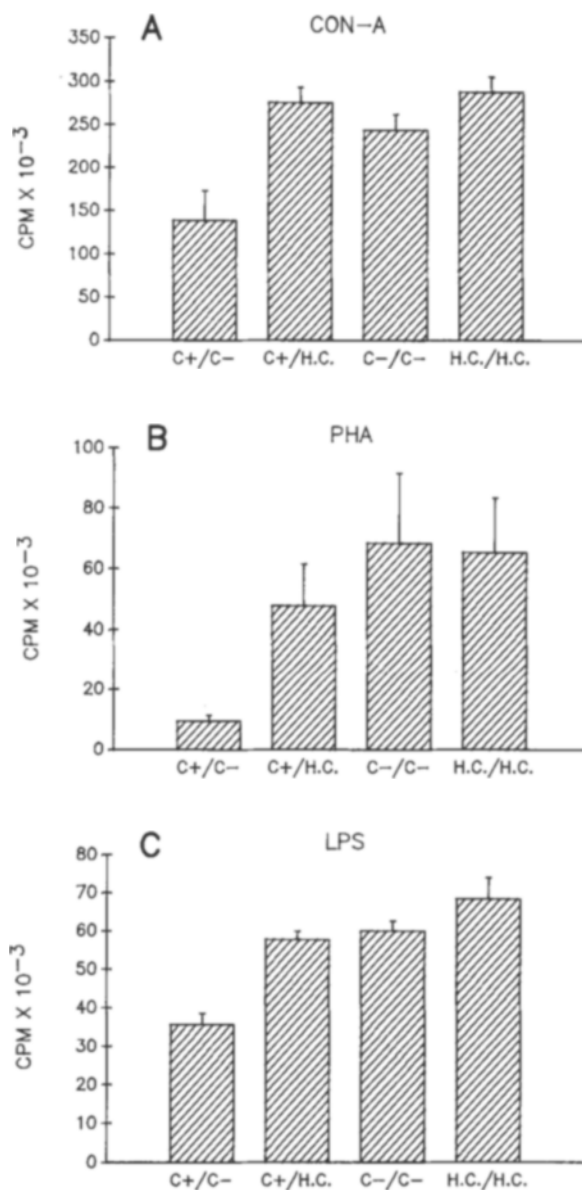 A
CON-A
CPM X 10-3
350
300
250
200
150
100
50
0
C+/C-
C+/H.C.
C-/C-
H.C./H.C.
B
PHA
CPM X 10-3
100
80
60
40
20
0
C+/C-
C+/H.C.
C-/C-
H.C./H.C.
C
LPS
CPM X 10-3
80
70
60
50
40
30
20
10
0
C+/C-
C+/H.C.
C-/C-
H.C./H.C.